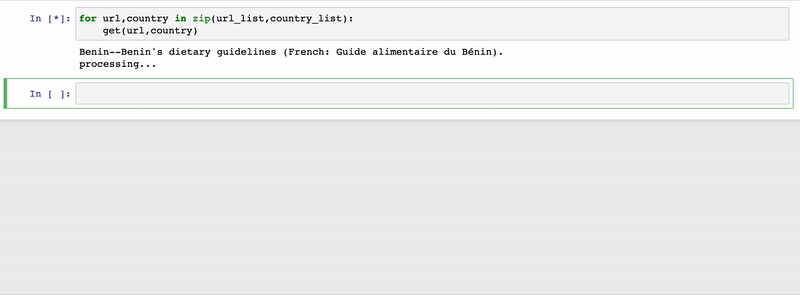 In [*]: for url,country in zip(url_list,country_list):
get(url,country)
Benin--Benin's dietary guidelines (French: Guide alimentaire du Bénin).
processing...
In [ ]: